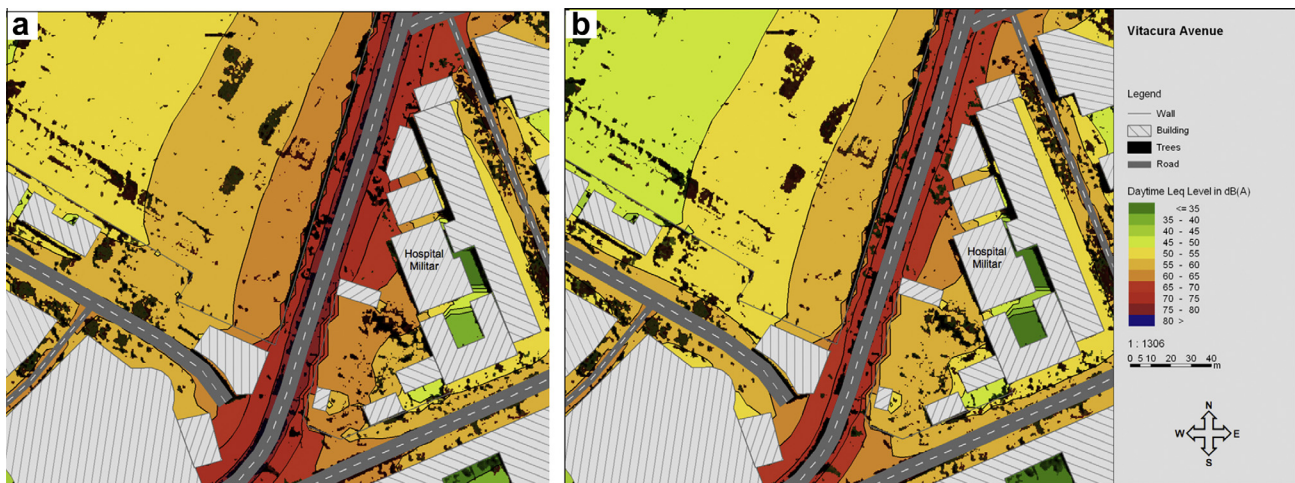 a
Hospital
Militar
b
Hospital
Militar
Vitacura Avenue
Legend
Wall
Building
Trees
Road
Daytime Leq Level in dB(A)
<= 35
35 - 40
40 - 45
45 - 50
50 - 55
55 - 60
60 - 65
65 - 70
70 - 75
75 - 80
80 >
1 : 1306
0 5 10 20 30 40
m
N
W E
S